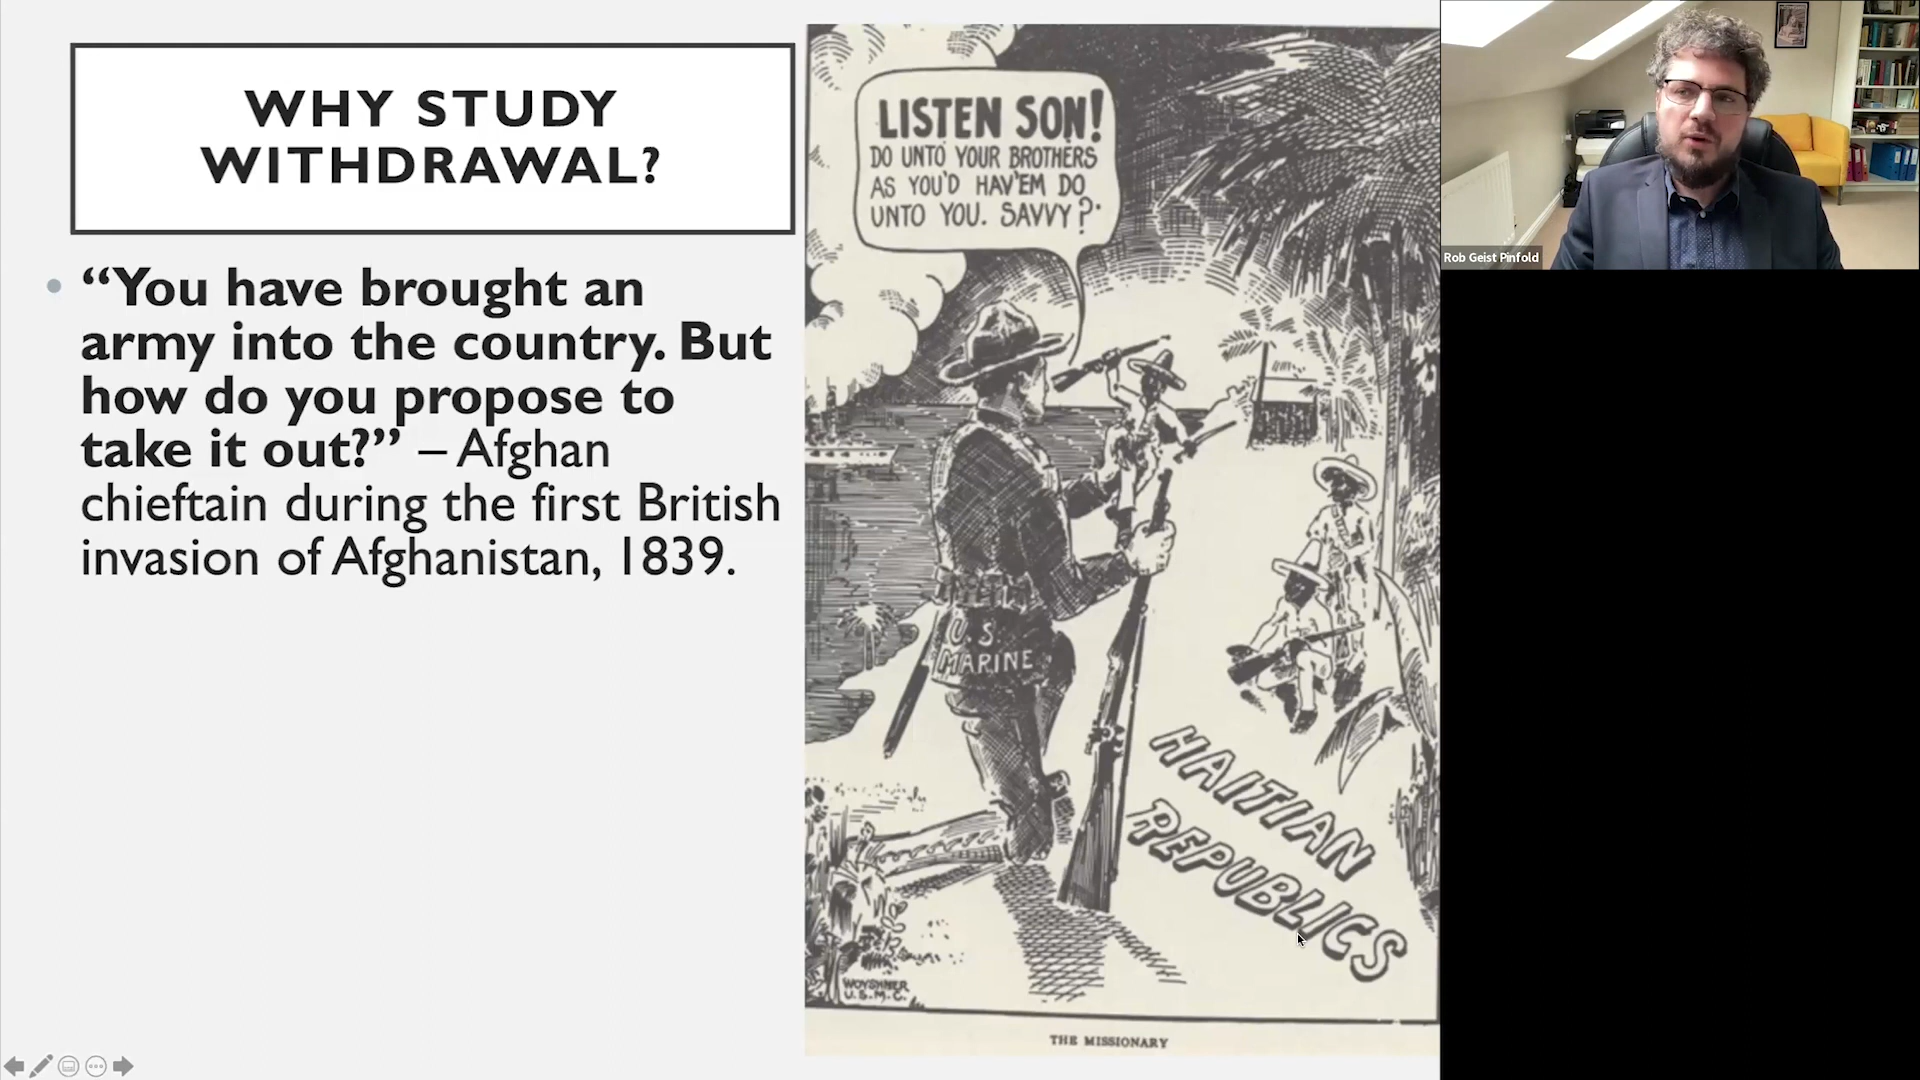 WHY STUDY
WITHDRAWAL?
“You have brought an
army into the country. But
how do you propose to
take it out?” – Afghan
chieftain during the first British
invasion of Afghanistan, 1839.
LISTEN SON!
DO UNTO YOUR BROTHERS
AS YOU'D HAV'EM DO
UNTO YOU. SAVVY?
U.S.
MARINE
HAITIAN
REPUBLICS
WOYSHNER
U.S.M.C.
THE MISSIONARY
Rob Geist Pinfold